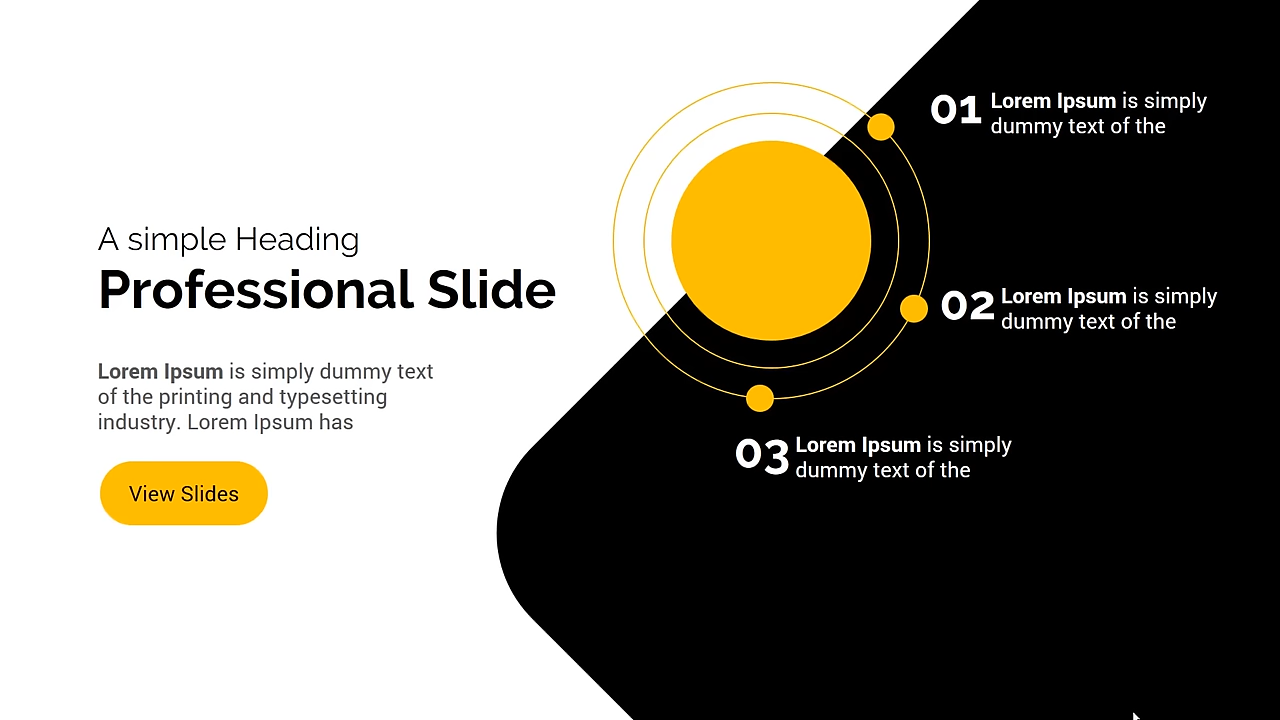 A simple Heading
Professional Slide
Lorem Ipsum is simply dummy text
of the printing and typesetting
industry. Lorem Ipsum has
View Slides
01 Lorem Ipsum is simply
dummy text of the
02 Lorem Ipsum is simply
dummy text of the
03 Lorem Ipsum is simply
dummy text of the